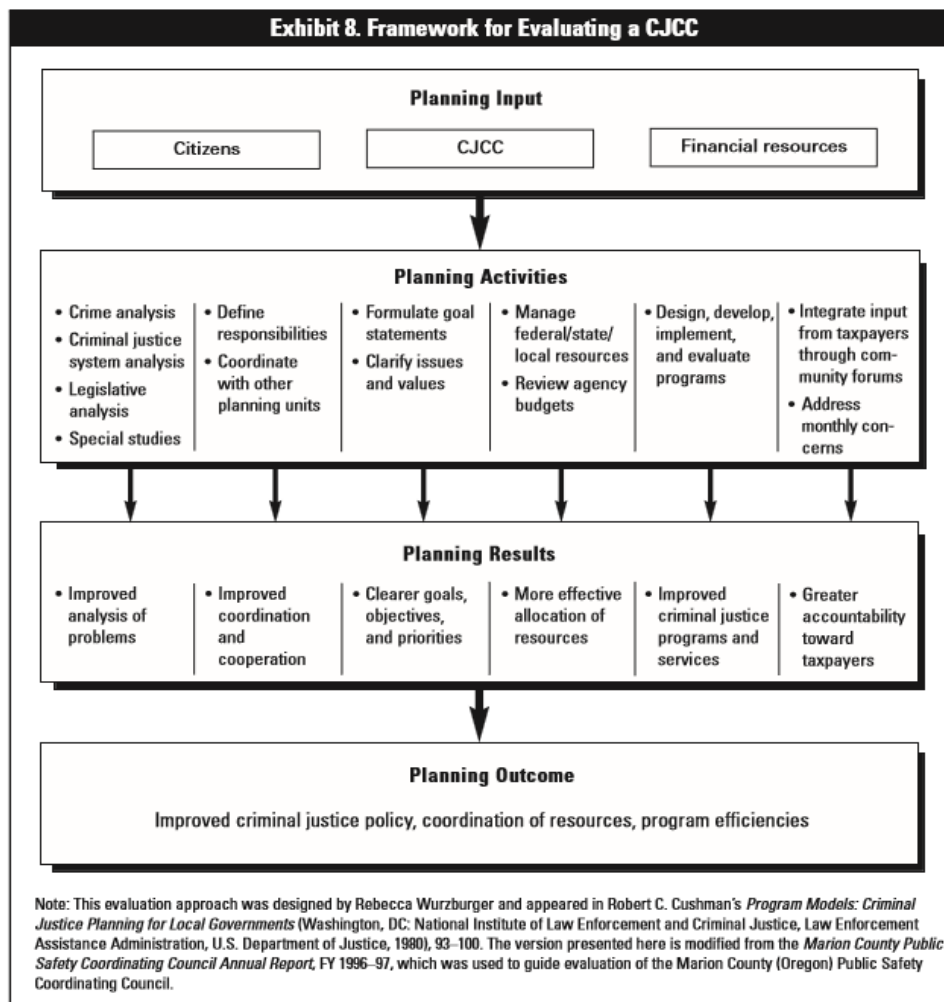 Exhibit 8. Framework for Evaluating a CJCC
Planning Input
Citizens
CJCC
Financial resources
Planning Activities
• Crime analysis
• Criminal justice
system analysis
• Legislative
analysis
• Special studies
• Define
responsibilities
• Coordinate
with other
planning units
• Formulate goal
statements
• Clarify issues
and values
• Manage
federal/state/
local resources
• Review agency
budgets
• Design, develop,
implement,
and evaluate
programs
• Integrate input
from taxpayers
through com-
munity forums
• Address
monthly con-
cerns
Planning Results
• Improved
analysis of
problems
• Improved
coordination
and
cooperation
• Clearer goals,
objectives,
and priorities
• More effective
allocation of
resources
• Improved
criminal justice
programs and
services
• Greater
accountability
toward
taxpayers
Planning Outcome
Improved criminal justice policy, coordination of resources, program efficiencies
Note: This evaluation approach was designed by Rebecca Wurzburger and appeared in Robert C. Cushman's Program Models: Criminal
Justice Planning for Local Governments (Washington, DC: National Institute of Law Enforcement and Criminal Justice, Law Enforcement
Assistance Administration, U.S. Department of Justice, 1980), 93–100. The version presented here is modified from the Marion County Public
Safety Coordinating Council Annual Report, FY 1996–97, which was used to guide evaluation of the Marion County (Oregon) Public Safety
Coordinating Council.